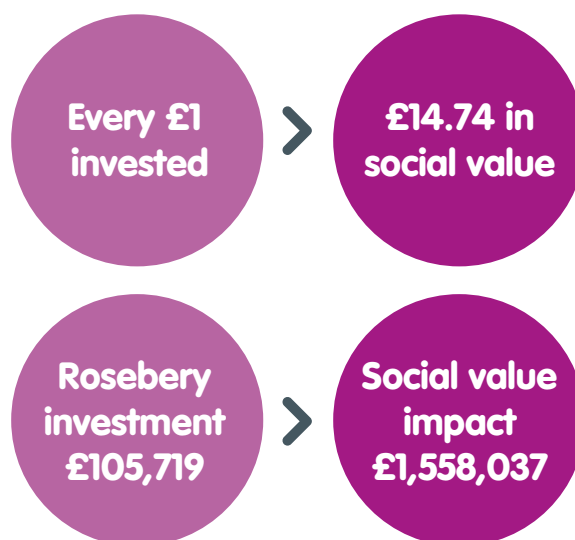 Every £1
invested
£14.74 in
social value
Rosebery
investment
£105,719
Social value
impact
£1,558,037